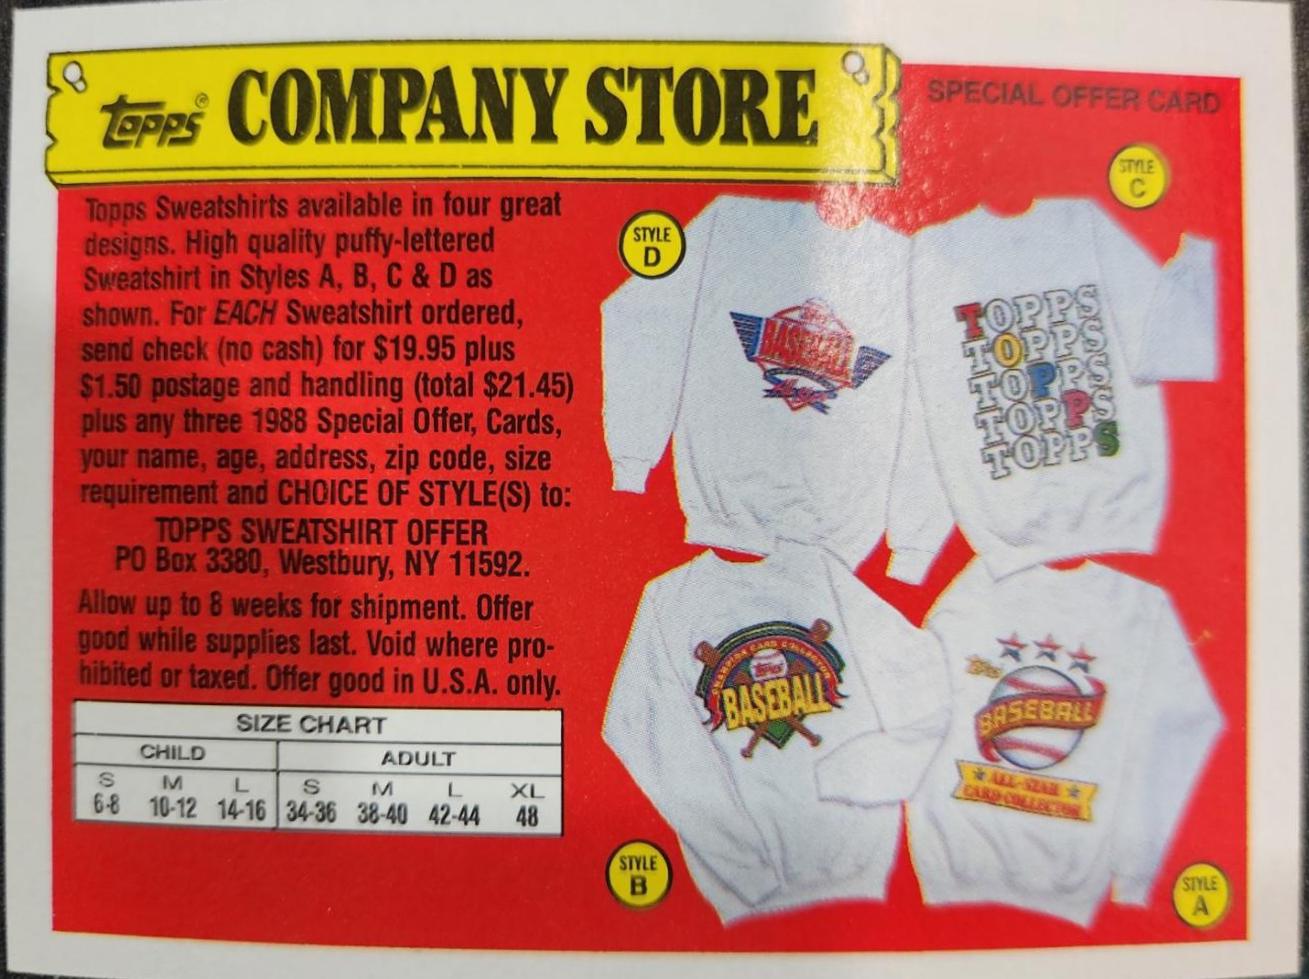 Topps® COMPANY STORE
SPECIAL OFFER CARD
Topps Sweatshirts available in four great
designs. High quality puffy-lettered
Sweatshirt in Styles A, B, C & D as
shown. For EACH Sweatshirt ordered,
send check (no cash) for $19.95 plus
$1.50 postage and handling (total $21.45)
plus any three 1988 Special Offer, Cards,
your name, age, address, zip code, size
requirement and CHOICE OF STYLE(S) to:
TOPPS SWEATSHIRT OFFER
PO Box 3380, Westbury, NY 11592.
Allow up to 8 weeks for shipment. Offer
good while supplies last. Void where pro-
hibited or taxed. Offer good in U.S.A. only.
SIZE CHART
CHILD ADULT
S M L S M L XL
6-8 10-12 14-16 34-36 38-40 42-44 48
STYLE
D
BASEBALL
STYLE
C
TOPPS
TOPPS
TOPPS
TOPPS
TOPPS
CHAMPION CARD COLLECTOR
Topps
BASEBALL
STYLE
B
Topps
BASEBALL
ALL-STAR
CARD COLLECTOR
STYLE
A